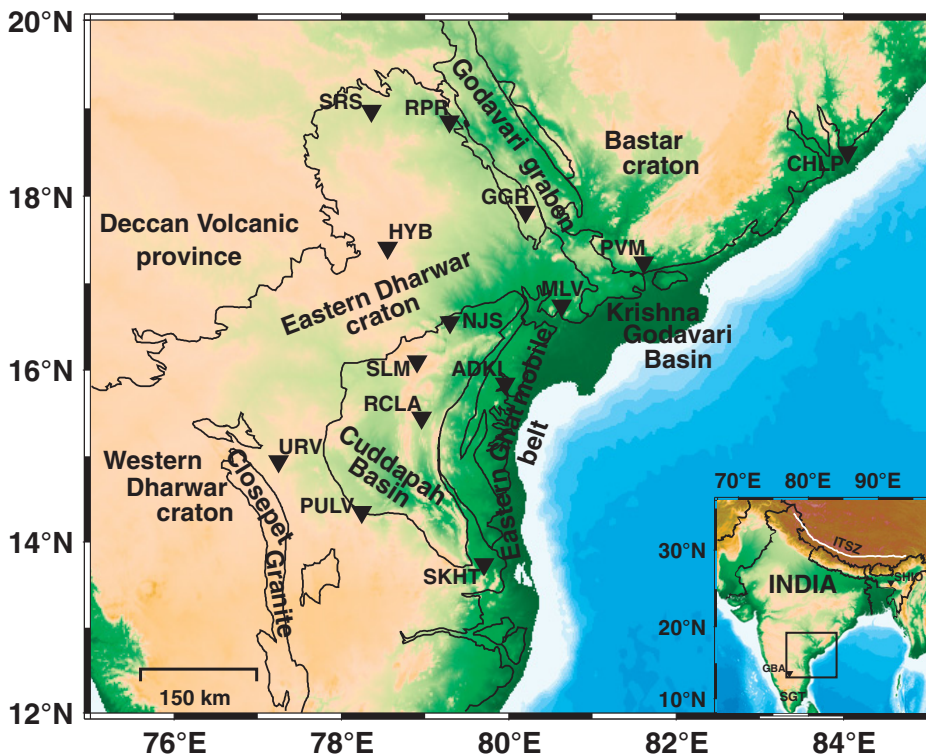 20°N
18°N
16°N
14°N
12°N
76°E
78°E
80°E
82°E
84°E
SRS
RPR
Godavari graben
Bastar
craton
CHLP
GGR
Deccan Volcanic
province
HYB
PVM
Eastern Dharwar
craton
MLV
NJS
Krishna
Godavari
Basin
SLM
ADKL
RCLA
Eastern Ghat mobile
belt
Cuddapah
Basin
URV
Western
Dharwar
craton
Closepet Granite
PULV
SKHT
150 km
70°E
80°E
90°E
30°N
20°N
10°N
ITSZ
SHIO
INDIA
GBA
SGT